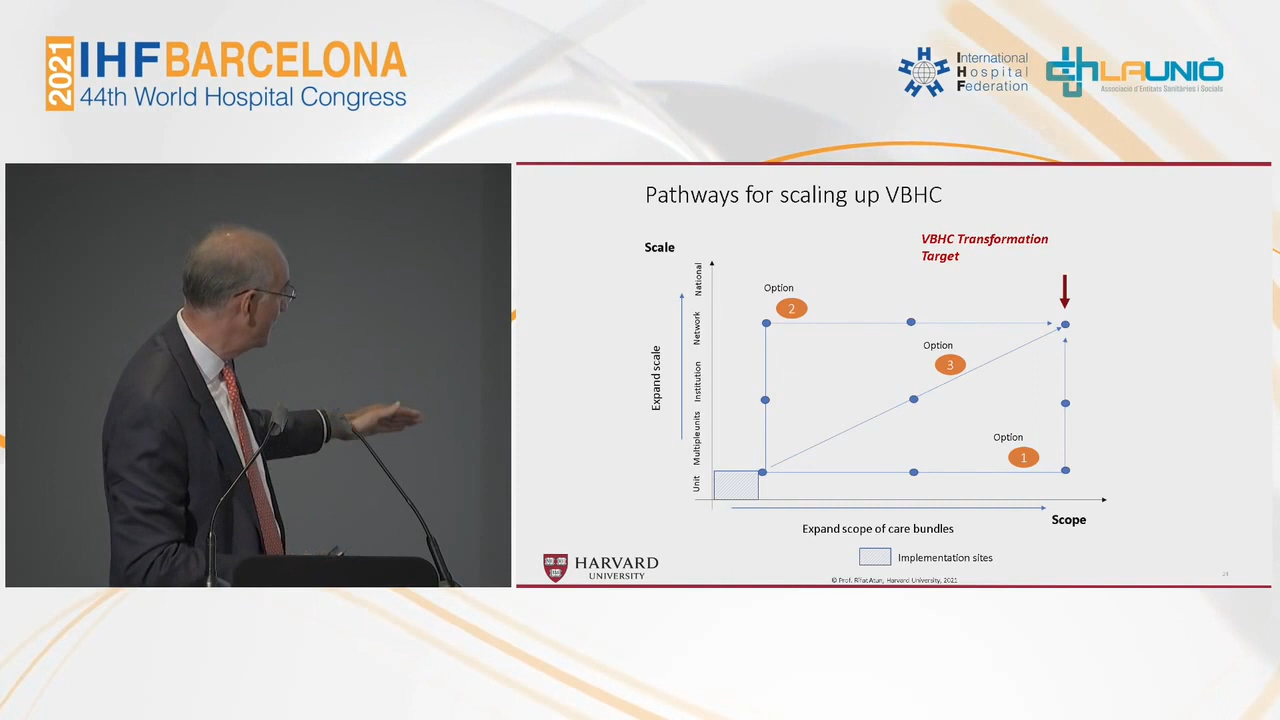 2021
IHF BARCELONA
44th World Hospital Congress
International
Hospital
Federation
LAUNIÓ
Associació d'Entitats Sanitàries i Socials
Pathways for scaling up VBHC
Scale
VBHC Transformation
Target
National
Network
Institution
Multiple units
Unit
Expand scale
Option
2
Option
3
Option
1
Scope
Expand scope of care bundles
Implementation sites
HARVARD
UNIVERSITY
© Prof. Rifat Atun, Harvard University, 2021
24